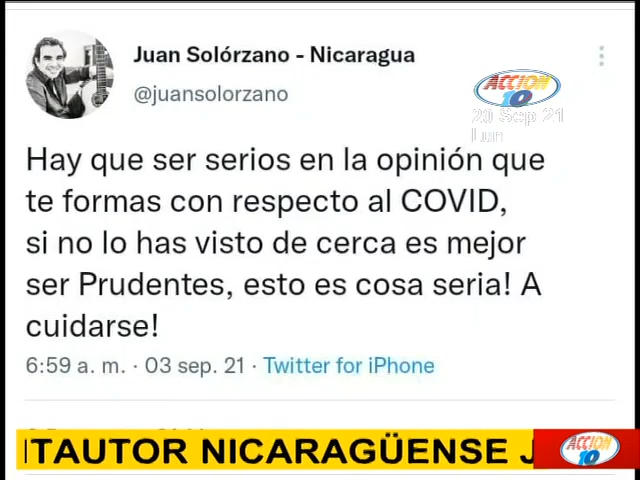 Juan Solórzano - Nicaragua
@juansolorzano
ACCION
10
20 Sep 21
Lun
Hay que ser serios en la opinión que
te formas con respecto al COVID,
si no lo has visto de cerca es mejor
ser Prudentes, esto es cosa seria! A
cuidarse!
6:59 a. m. · 03 sep. 21 · Twitter for iPhone
ITAUTOR NICARAGÜENSE J
ACCION
10